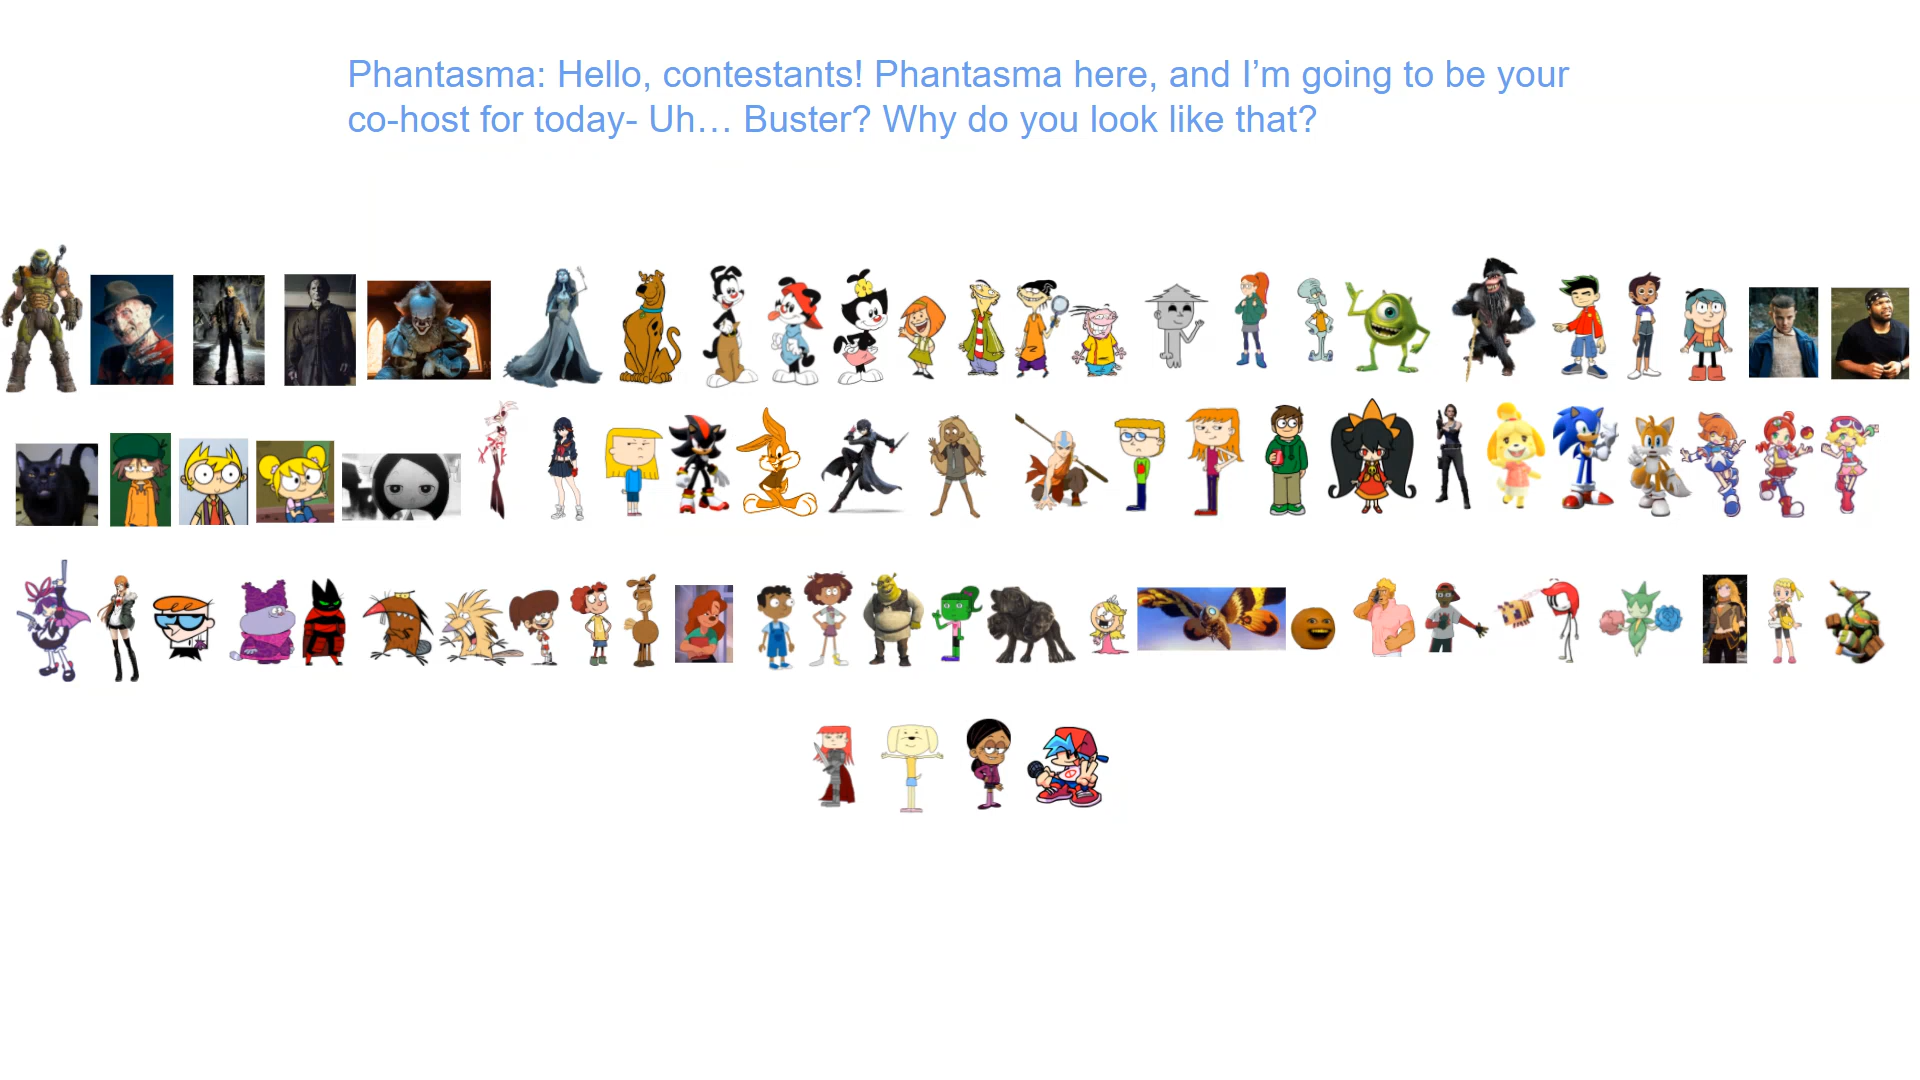 Phantasma: Hello, contestants! Phantasma here, and I’m going to be your
co-host for today- Uh… Buster? Why do you look like that?